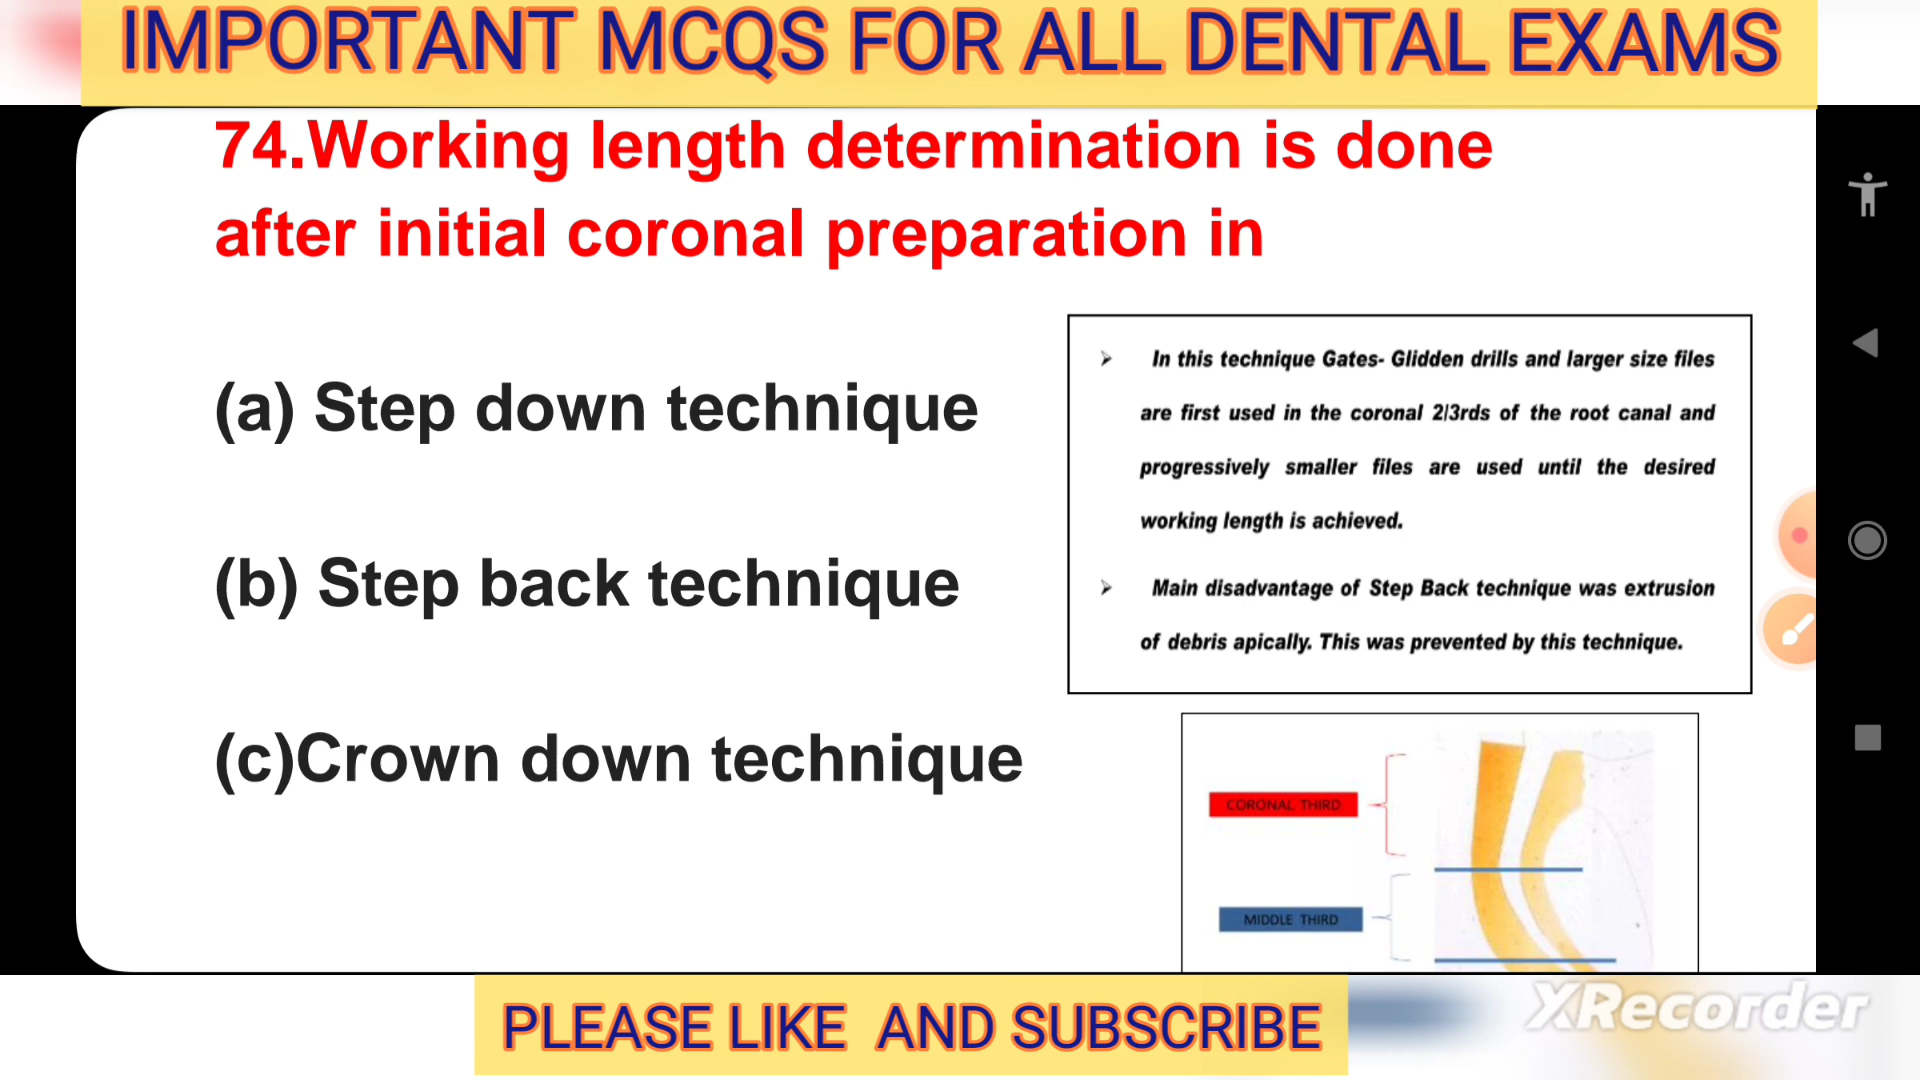 IMPORTANT MCQS FOR ALL DENTAL EXAMS
74.Working length determination is done
after initial coronal preparation in
(a) Step down technique
(b) Step back technique
(c)Crown down technique
➢ In this technique Gates- Glidden drills and larger size files
are first used in the coronal 2/3rds of the root canal and
progressively smaller files are used until the desired
working length is achieved.
➢ Main disadvantage of Step Back technique was extrusion
of debris apically. This was prevented by this technique.
CORONAL THIRD
MIDDLE THIRD
PLEASE LIKE AND SUBSCRIBE
XRecorder